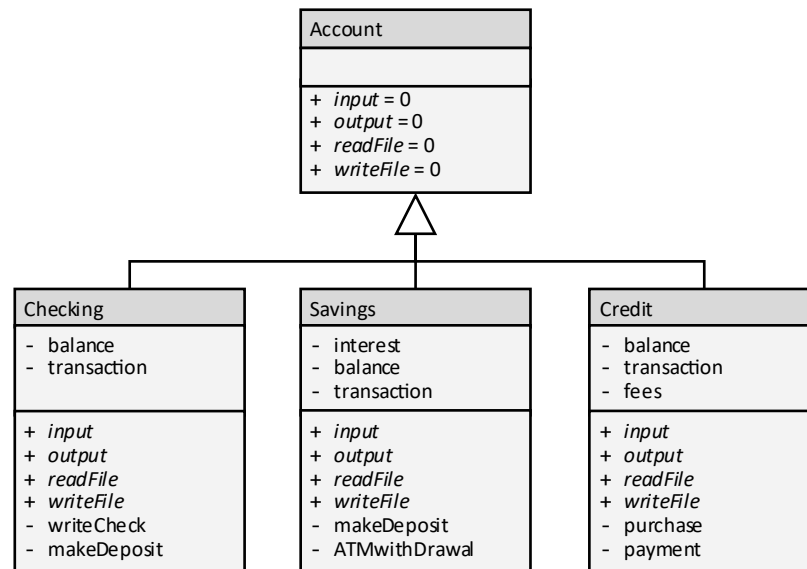 Account
+ input = 0
+ output = 0
+ readFile = 0
+ writeFile = 0
Checking
- balance
- transaction
+ input
+ output
+ readFile
+ writeFile
- writeCheck
- makeDeposit
Savings
- interest
- balance
- transaction
+ input
+ output
+ readFile
+ writeFile
- makeDeposit
- ATMwithDrawal
Credit
- balance
- transaction
- fees
+ input
+ output
+ readFile
+ writeFile
- purchase
- payment